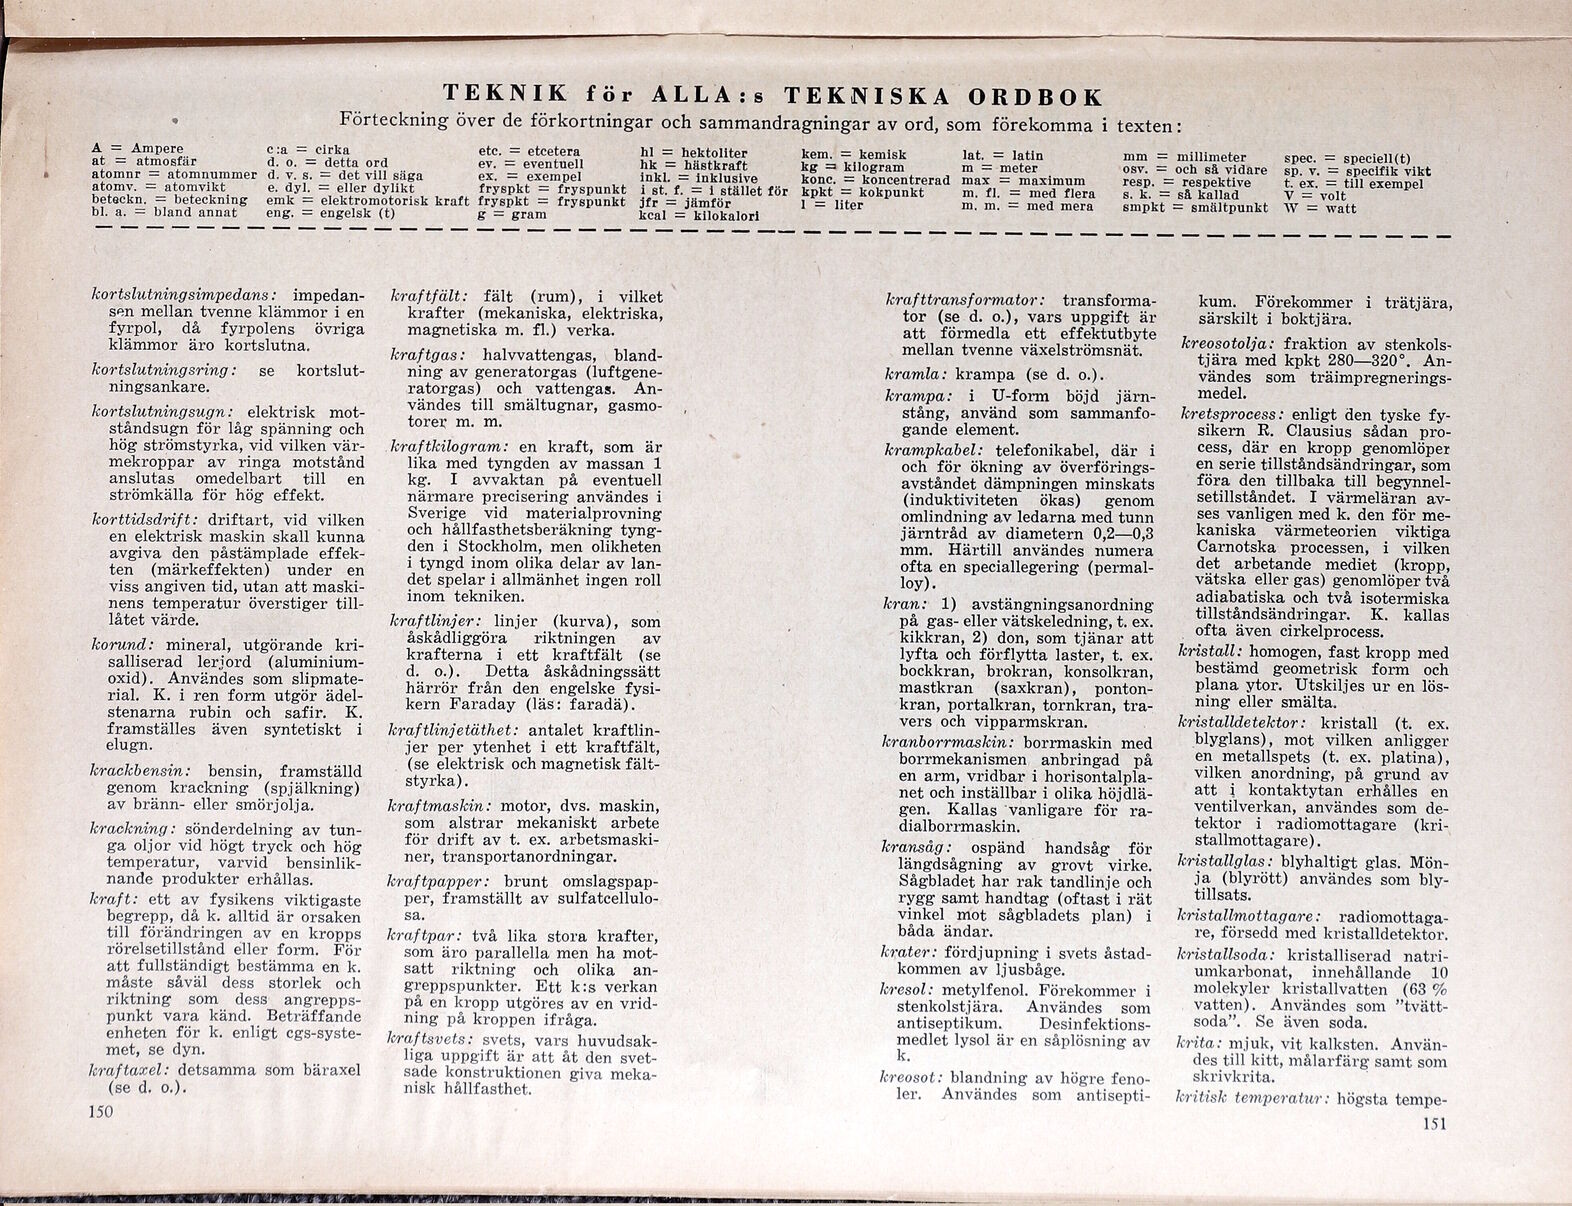 TEKNIK för ALLA:s TEKNISKA ORDBOK
Förteckning över de förkortningar och sammandragningar av ord, som förekomma i texten:
A = Ampere
at = atmosfär
atomnr = atomnummer
atomv. = atomvikt
beteckn. = beteckning
bl. a. = bland annat
c:a = cirka
d. o. = detta ord
d. v. s. = det vill säga
e. dyl. = eller dylikt
emk = elektromotorisk kraft
eng. = engelsk (t)
etc. = etcetera
ev. = eventuell
ex. = exempel
fryspkt = fryspunkt
fryspkt = fryspunkt
g = gram
hl = hektoliter
hk = hästkraft
inkl. = inklusive
i st. f. = i stället för
jfr = jämför
kcal = kilokalori
kem. = kemisk
kg = kilogram
konc. = koncentrerad
kpkt = kokpunkt
l = liter
lat. = latin
m = meter
max = maximum
m. fl. = med flera
m. m. = med mera
mm = millimeter
osv. = och så vidare
resp. = respektive
s. k. = så kallad
smpkt = smältpunkt
spec. = speciell(t)
sp. v. = specifik vikt
t. ex. = till exempel
V = volt
W = watt
kortslutningsimpedans: impedan-
sen mellan tvenne klämmor i en
fyrpol, då fyrpolens övriga
klämmor äro kortslutna.
kortslutningsring: se kortslut-
ningsankare.
kortslutningsugn: elektrisk mot-
ståndsugn för låg spänning och
hög strömstyrka, vid vilken vär-
mekroppar av ringa motstånd
anslutas omedelbart till en
strömkälla för hög effekt.
korttidsdrift: driftart, vid vilken
en elektrisk maskin skall kunna
avgiva den påstämplade effek-
ten (märkeffekten) under en
viss angiven tid, utan att maski-
nens temperatur överstiger till-
låtet värde.
korund: mineral, utgörande kri-
salliserad lerjord (aluminium-
oxid). Användes som slipmate-
rial. K. i ren form utgör ädel-
stenarna rubin och safir. K.
framställes även syntetiskt i
elugn.
krackbensin: bensin, framställd
genom krackning (spjälkning)
av bränn- eller smörjolja.
krackning: sönderdelning av tun-
ga oljor vid högt tryck och hög
temperatur, varvid bensinlik-
nande produkter erhållas.
kraft: ett av fysikens viktigaste
begrepp, då k. alltid är orsaken
till förändringen av en kropps
rörelsetillstånd eller form. För
att fullständigt bestämma en k.
måste såväl dess storlek och
riktning som dess angrepps-
punkt vara känd. Beträffande
enheten för k. enligt cgs-syste-
met, se dyn.
kraftaxel: detsamma som bäraxel
(se d. o.).
150
kraftfält: fält (rum), i vilket
krafter (mekaniska, elektriska,
magnetiska m. fl.) verka.
kraftgas: halvvattengas, bland-
ning av generatorgas (luftgene-
ratorgas) och vattengas. An-
vändes till smältugnar, gasmo-
torer m. m.
kraftkilogram: en kraft, som är
lika med tyngden av massan 1
kg. I avvaktan på eventuell
närmare precisering användes i
Sverige vid materialprovning
och hållfasthetsberäkning tyng-
den i Stockholm, men olikheten
i tyngd inom olika delar av lan-
det spelar i allmänhet ingen roll
inom tekniken.
kraftlinjer: linjer (kurva), som
åskådliggöra riktningen av
krafterna i ett kraftfält (se
d. o.). Detta åskådningssätt
härrör från den engelske fysi-
kern Faraday (läs: faradä).
kraftlinjetäthet: antalet kraftlin-
jer per ytenhet i ett kraftfält,
(se elektrisk och magnetisk fält-
styrka).
kraftmaskin: motor, dvs. maskin,
som alstrar mekaniskt arbete
för drift av t. ex. arbetsmaski-
ner, transportanordningar.
kraftpapper: brunt omslagspap-
per, framställt av sulfatcellulo-
sa.
kraftpar: två lika stora krafter,
som äro parallella men ha mot-
satt riktning och olika an-
greppspunkter. Ett k:s verkan
på en kropp utgöres av en vrid-
ning på kroppen ifråga.
kraftsvets: svets, vars huvudsak-
liga uppgift är att åt den svet-
sade konstruktionen giva meka-
nisk hållfasthet.
krafttransformator: transforma-
tor (se d. o.), vars uppgift är
att förmedla ett effektutbyte
mellan tvenne växelströmsnät.
kramla: krampa (se d. o.).
krampa: i U-form böjd järn-
stång, använd som sammanfo-
gande element.
krampkabel: telefonikabel, där i
och för ökning av överförings-
avståndet dämpningen minskats
(induktiviteten ökas) genom
omlindning av ledarna med tunn
järntråd av diametern 0,2—0,3
mm. Härtill användes numera
ofta en speciallegering (permal-
loy).
kran: 1) avstängningsanordning
på gas- eller vätskeledning, t. ex.
kikkran, 2) don, som tjänar att
lyfta och förflytta laster, t. ex.
bockkran, brokran, konsolkran,
mastkran (saxkran), ponton-
kran, portalkran, tornkran, tra-
vers och vipparmskran.
kranborrmaskin: borrmaskin med
borrmekanismen anbringad på
en arm, vridbar i horisontalpla-
net och inställbar i olika höjdlä-
gen. Kallas vanligare för ra-
dialborrmaskin.
kransåg: ospänd handsåg för
längdsågning av grovt virke.
Sågbladet har rak tandlinje och
rygg samt handtag (oftast i rät
vinkel mot sågbladets plan) i
båda ändar.
krater: fördjupning i svets åstad-
kommen av ljusbåge.
kresol: metylfenol. Förekommer i
stenkolstjära. Användes som
antiseptikum. Desinfektions-
medlet lysol är en såplösning av
k.
kreosot: blandning av högre feno-
ler. Användes som antisepti-
kum. Förekommer i trätjära,
särskilt i boktjära.
kreosotolja: fraktion av stenkols-
tjära med kpkt 280—320°. An-
vändes som träimpregnerings-
medel.
kretsprocess: enligt den tyske fy-
sikern R. Clausius sådan pro-
cess, där en kropp genomlöper
en serie tillståndsändringar, som
föra den tillbaka till begynnel-
setillståndet. I värmeläran av-
ses vanligen med k. den för me-
kaniska värmeteorien viktiga
Carnotska processen, i vilken
det arbetande mediet (kropp,
vätska eller gas) genomlöper två
adiabatiska och två isotermiska
tillståndsändringar. K. kallas
ofta även cirkelprocess.
kristall: homogen, fast kropp med
bestämd geometrisk form och
plana ytor. Utskiljes ur en lös-
ning eller smälta.
kristalldetektor: kristall (t. ex.
blyglans), mot vilken anligger
en metallspets (t. ex. platina),
vilken anordning, på grund av
att i kontaktytan erhålles en
ventilverkan, användes som de-
tektor i radiomottagare (kri-
stallmottagare).
kristallglas: blyhaltigt glas. Mön-
ja (blyrött) användes som bly-
tillsats.
kristallmottagare: radiomottaga-
re, försedd med kristalldetektor.
kristallsoda: kristalliserad natri-
umkarbonat, innehållande 10
molekyler kristallvatten (63 %
vatten). Användes som "tvätt-
soda". Se även soda.
krita: mjuk, vit kalksten. Använ-
des till kitt, målarfärg samt som
skrivkrita.
kritisk temperatur: högsta tempe-
151